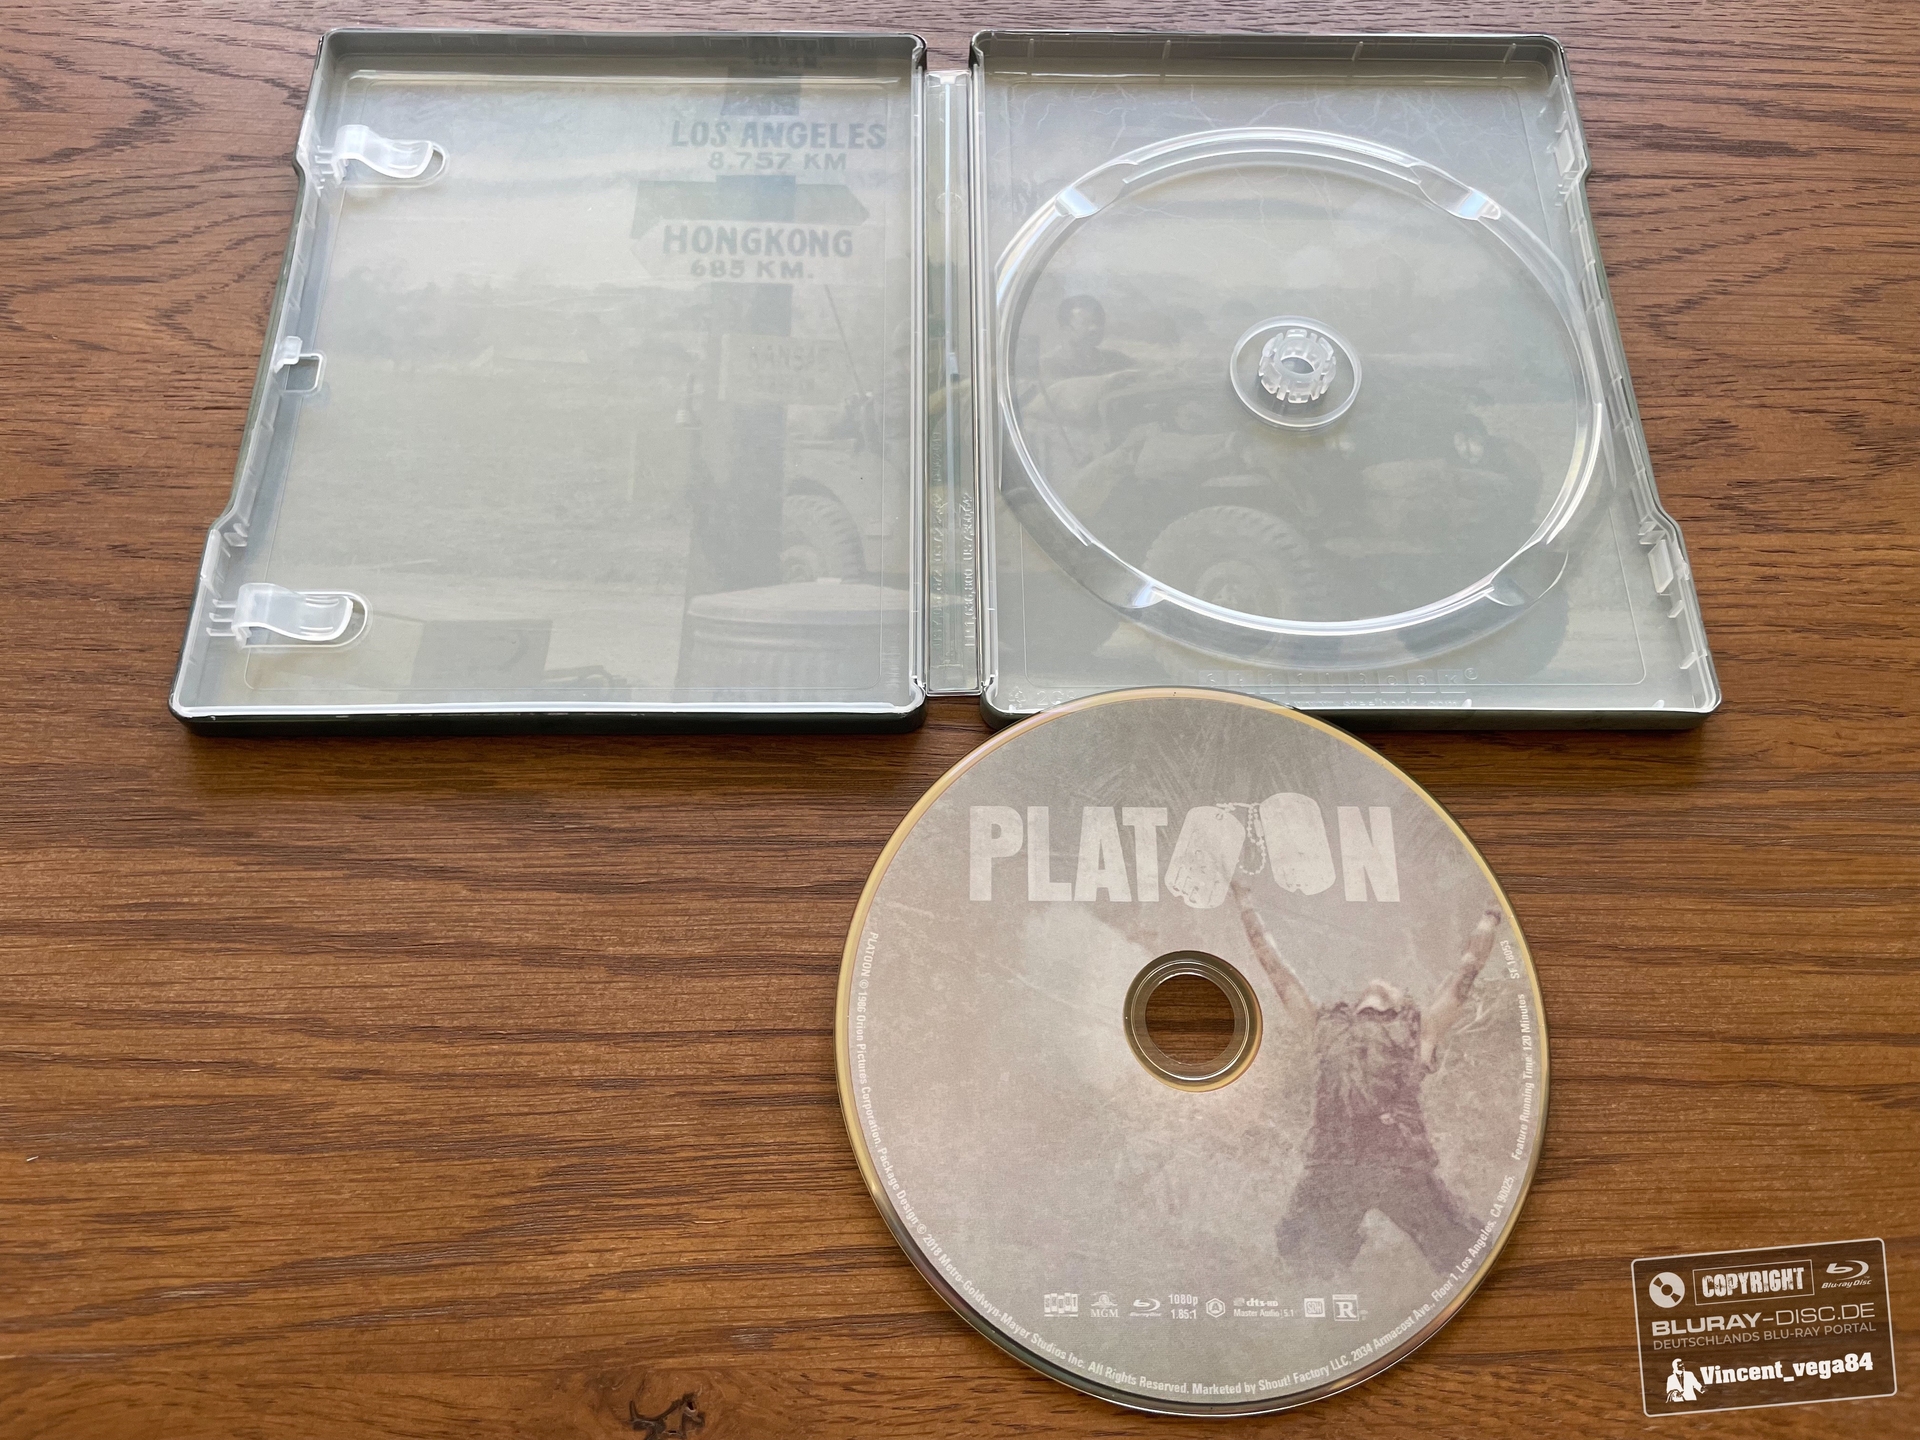 LOS ANGELES
8.757 KM
HONGKONG
685 KM.
PLATOON
PLATOON © 1986 Orion Pictures Corporation. Package Design © 2018 Metro-Goldwyn-Mayer Studios Inc. All Rights Reserved. Marketed by Shout! Factory LLC, 2034 Armacost Ave., Floor 1, Los Angeles, CA 90025.
Feature Running Time: 120 Minutes
SF 18053
MGM
1080p
1.85:1
A
dts-HD
Master Audio 5.1
SDH
R
COPYRIGHT
Blu-ray Disc
BLURAY-DISC.DE
DEUTSCHLANDS BLU-RAY PORTAL
Vincent_vega84